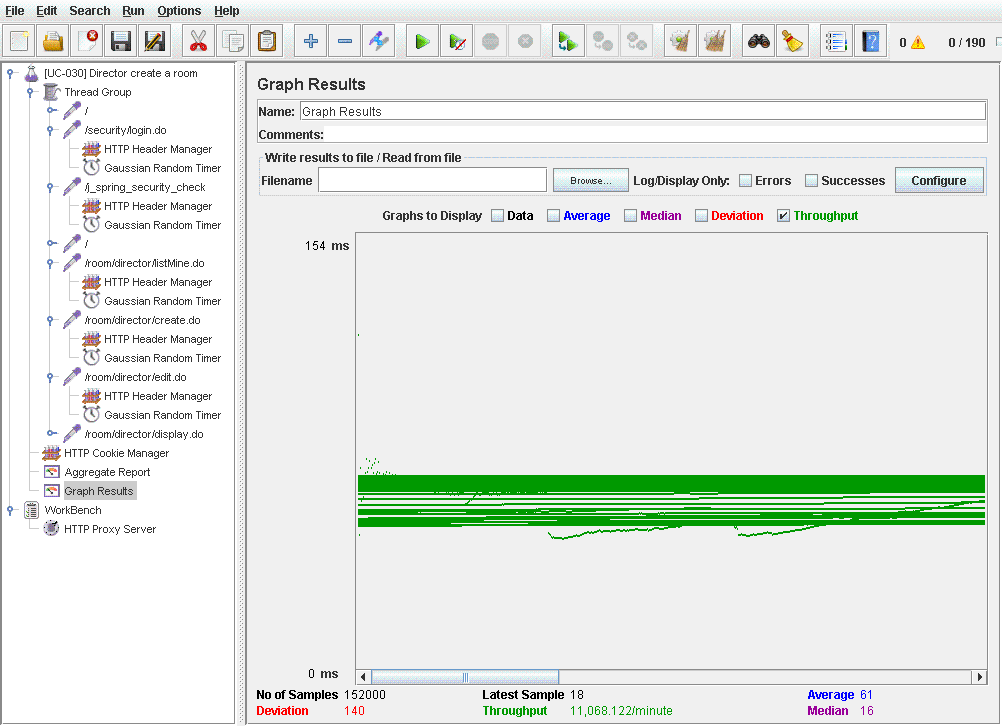 File Edit Search Run Options Help
0 0 / 190
[UC-030] Director create a room
Thread Group
/
/security/login.do
HTTP Header Manager
Gaussian Random Timer
/j_spring_security_check
HTTP Header Manager
Gaussian Random Timer
/
/room/director/listMine.do
HTTP Header Manager
Gaussian Random Timer
/room/director/create.do
HTTP Header Manager
Gaussian Random Timer
/room/director/edit.do
HTTP Header Manager
Gaussian Random Timer
/room/director/display.do
HTTP Cookie Manager
Aggregate Report
Graph Results
WorkBench
HTTP Proxy Server
Graph Results
Name: Graph Results
Comments:
Write results to file / Read from file
Filename Browse... Log/Display Only: Errors Successes Configure
Graphs to Display Data Average Median Deviation Throughput
154 ms
0 ms
No of Samples 152000 Latest Sample 18 Average 61
Deviation 140 Throughput 11,068.122/minute Median 16